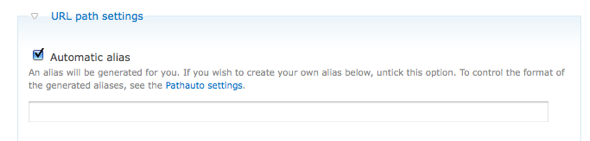 URL path settings
Automatic alias
An alias will be generated for you. If you wish to create your own alias below, untick this option. To control the format of
the generated aliases, see the Pathauto settings.